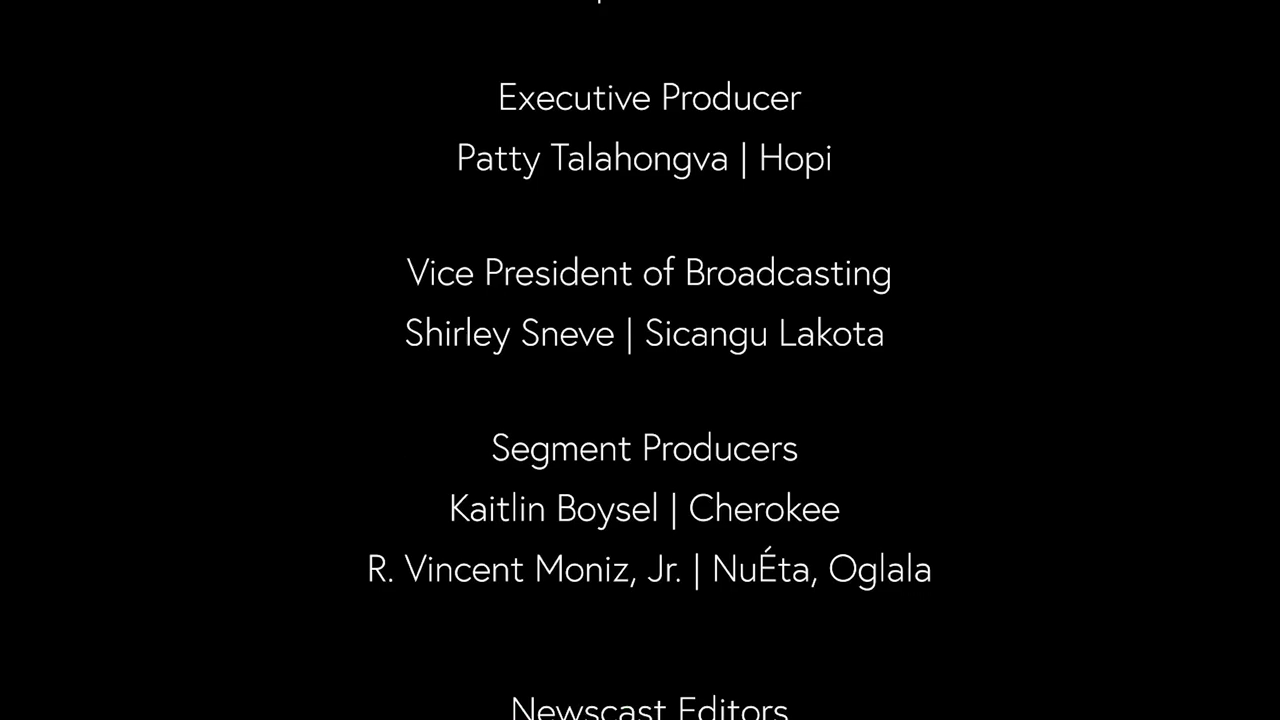 Executive Producer
Patty Talahongva | Hopi
Vice President of Broadcasting
Shirley Sneve | Sicangu Lakota
Segment Producers
Kaitlin Boysel | Cherokee
R. Vincent Moniz, Jr. | NuÉta, Oglala
Newscast Editors